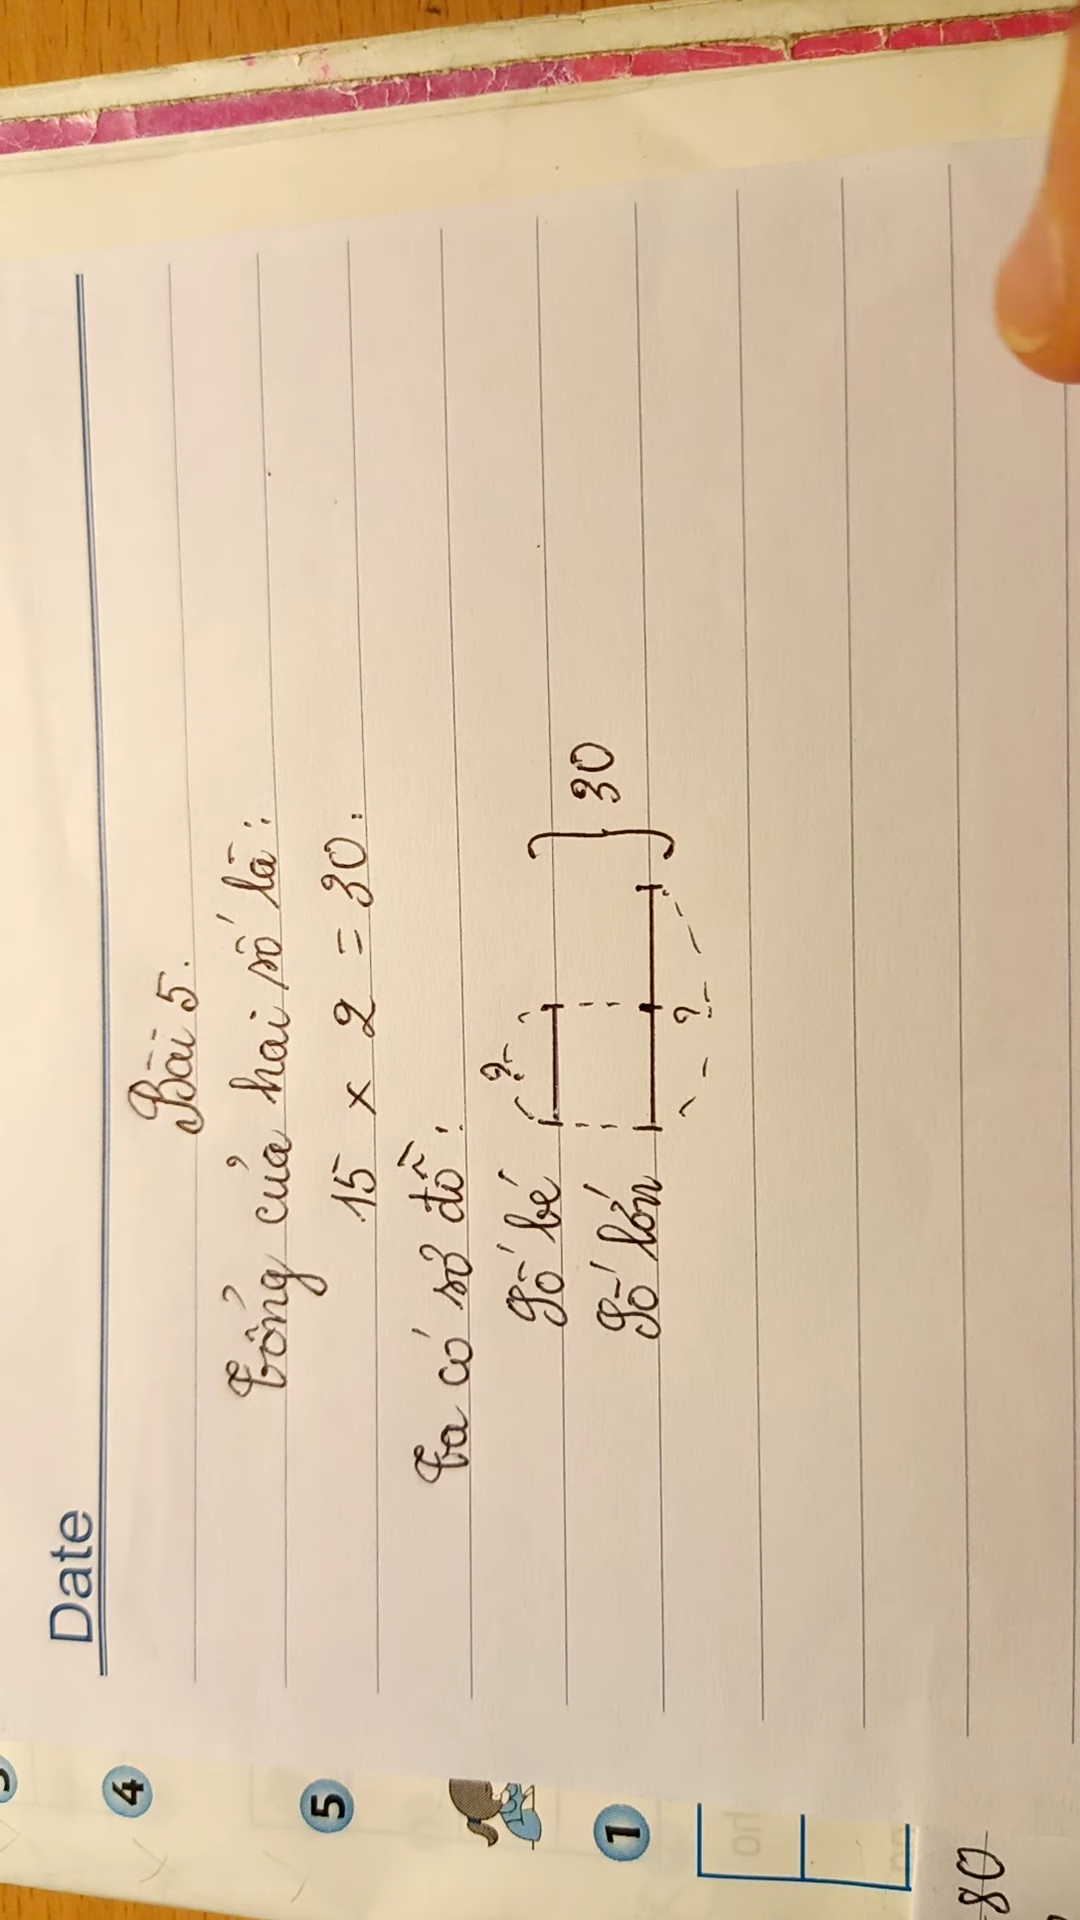 Date
Bài 5.
Tổng của hai số là:
15 x 2 = 30.
Ta có sơ đồ:
?
Số bé
30
Số lớn
?
4
5
1
80